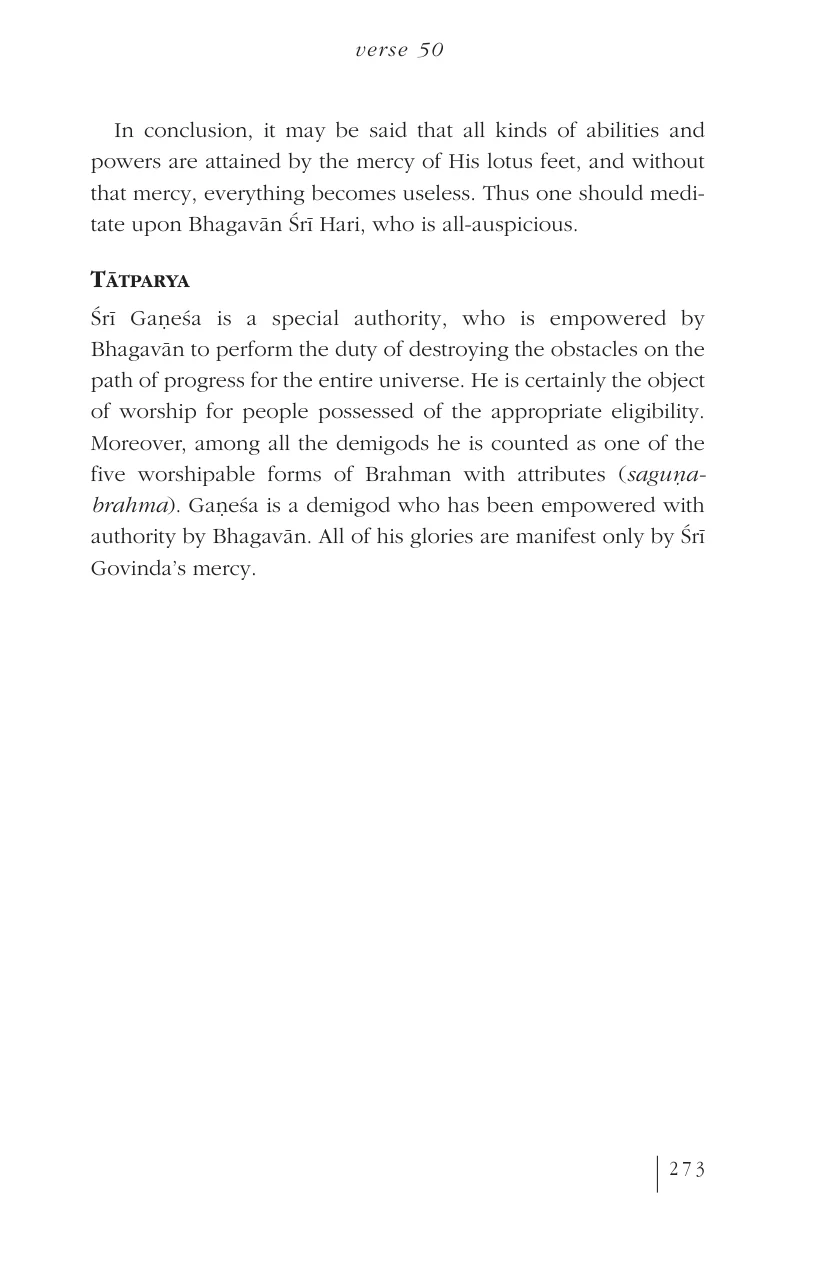 verse 50
In conclusion, it may be said that all kinds of abilities and
powers are attained by the mercy of His lotus feet, and without
that mercy, everything becomes useless. Thus one should medi-
tate upon Bhagavān Śrī Hari, who is all-auspicious.
Tātparya
Śrī Gaṇeśa is a special authority, who is empowered by
Bhagavān to perform the duty of destroying the obstacles on the
path of progress for the entire universe. He is certainly the object
of worship for people possessed of the appropriate eligibility.
Moreover, among all the demigods he is counted as one of the
five worshipable forms of Brahman with attributes (saguṇa-
brahma). Gaṇeśa is a demigod who has been empowered with
authority by Bhagavān. All of his glories are manifest only by Śrī
Govinda’s mercy.
273